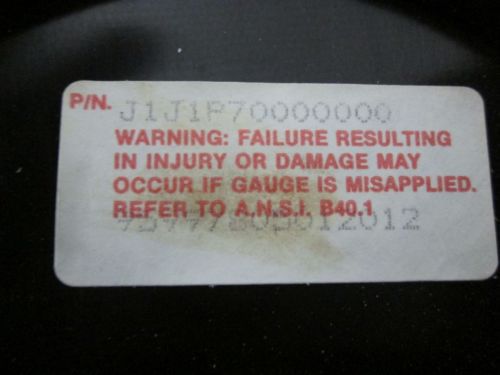 P/N. J1J1P70000000
WARNING: FAILURE RESULTING
IN INJURY OR DAMAGE MAY
OCCUR IF GAUGE IS MISAPPLIED.
REFER TO A.N.S.I. B40.1